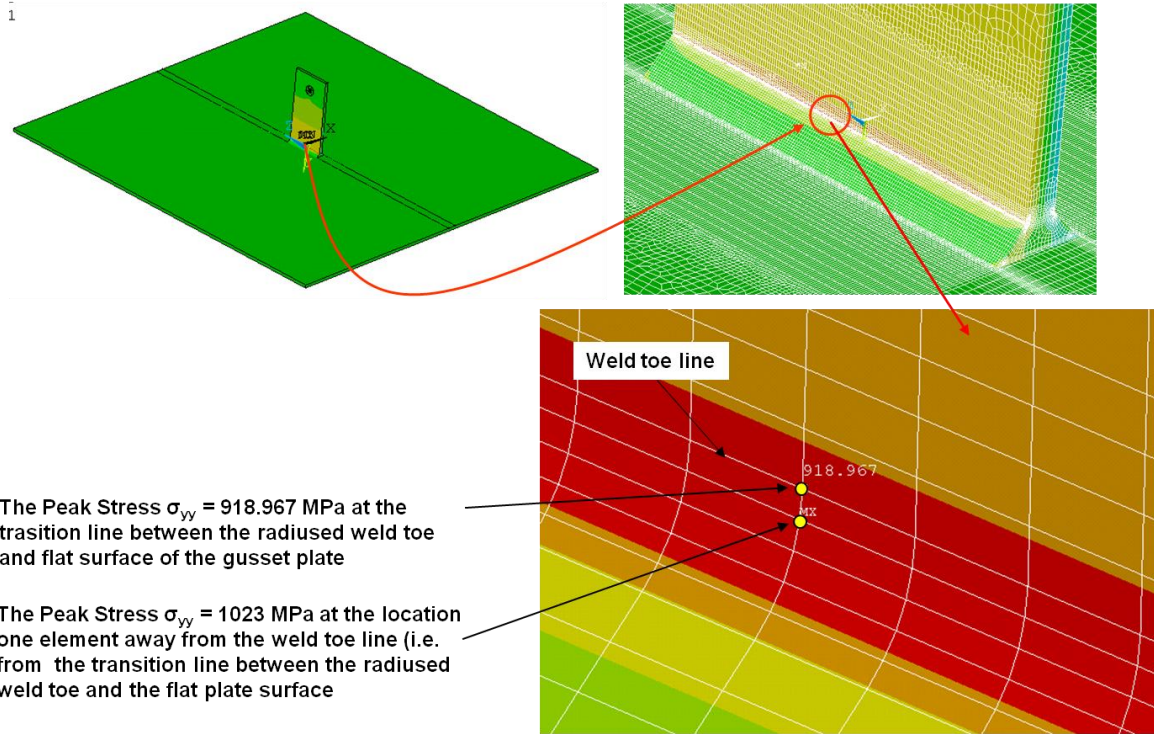 1
X
Weld toe line
918.967
MX
The Peak Stress σyy = 918.967 MPa at the
trasition line between the radiused weld toe
and flat surface of the gusset plate
The Peak Stress σyy = 1023 MPa at the location
one element away from the weld toe line (i.e.
from the transition line between the radiused
weld toe and the flat plate surface